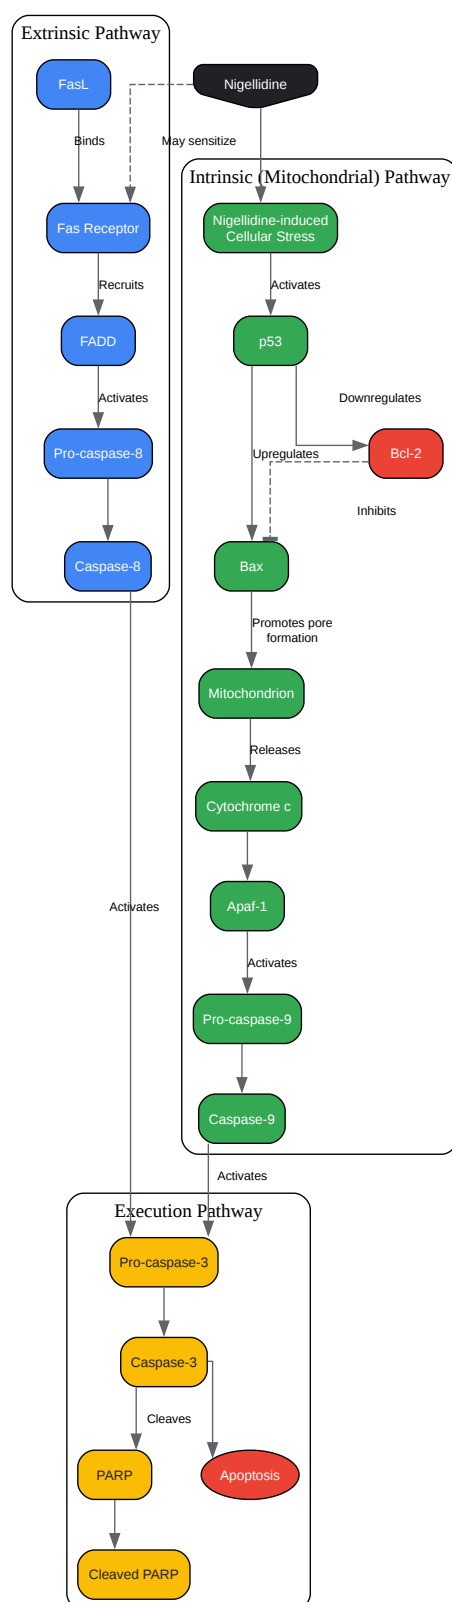 Extrinsic Pathway
FasL
Nigellidine
Binds
May sensitize
Intrinsic (Mitochondrial) Pathway
Fas Receptor
Nigellidine-induced
Cellular Stress
Recruits
Activates
FADD
p53
Activates
Downregulates
Pro-caspase-8
Upregulates
Bcl-2
Inhibits
Caspase-8
Bax
Promotes pore
formation
Mitochondrion
Releases
Cytochrome c
Activates
Apaf-1
Activates
Pro-caspase-9
Caspase-9
Activates
Execution Pathway
Pro-caspase-3
Caspase-3
Cleaves
PARP
Apoptosis
Cleaved PARP